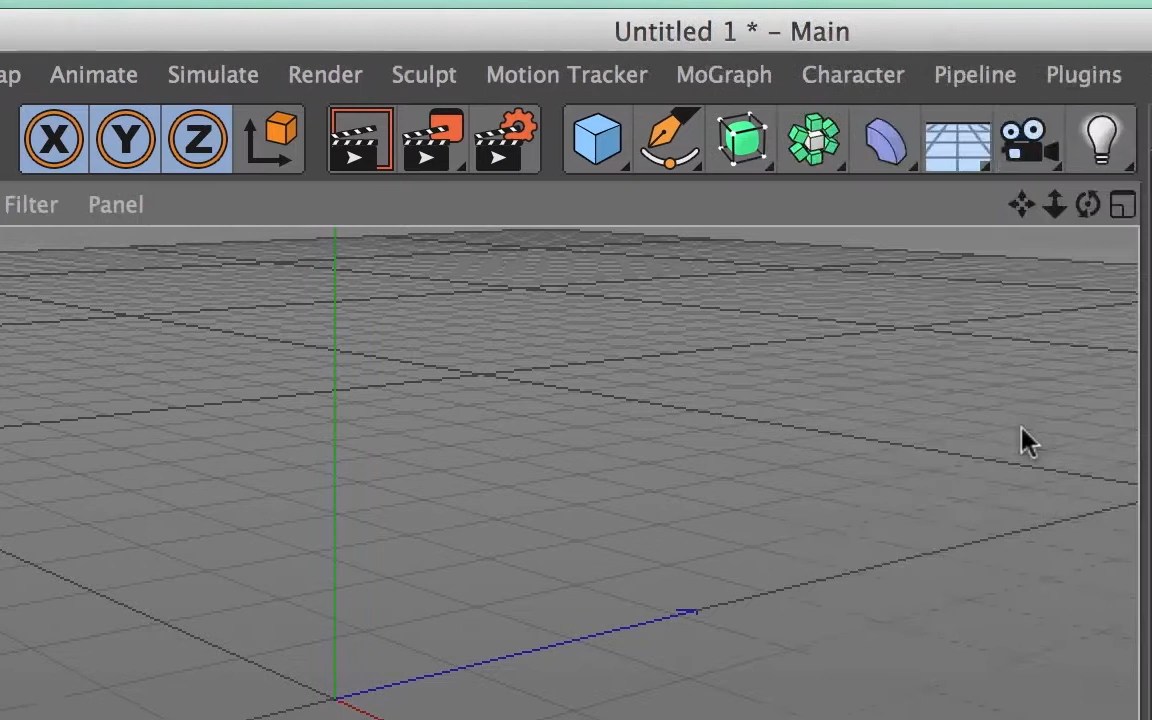 Untitled 1 * - Main
ap Animate Simulate Render Sculpt Motion Tracker MoGraph Character Pipeline Plugins
X Y Z
Filter Panel